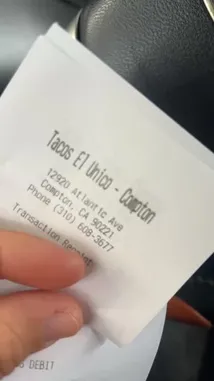 Tacos El Unico - Compton
12920 Atlantic Ave
Compton, CA 90221
Phone (310) 608-3677
Transaction Receipt
DEBIT